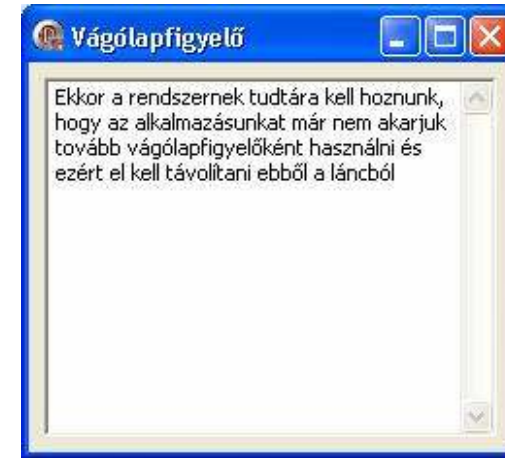 Vágólapfigyelő
Ekkor a rendszernek tudtára kell hoznunk,
hogy az alkalmazásunkat már nem akarjuk
tovább vágólapfigyelőként használni és
ezért el kell távolítani ebből a láncból